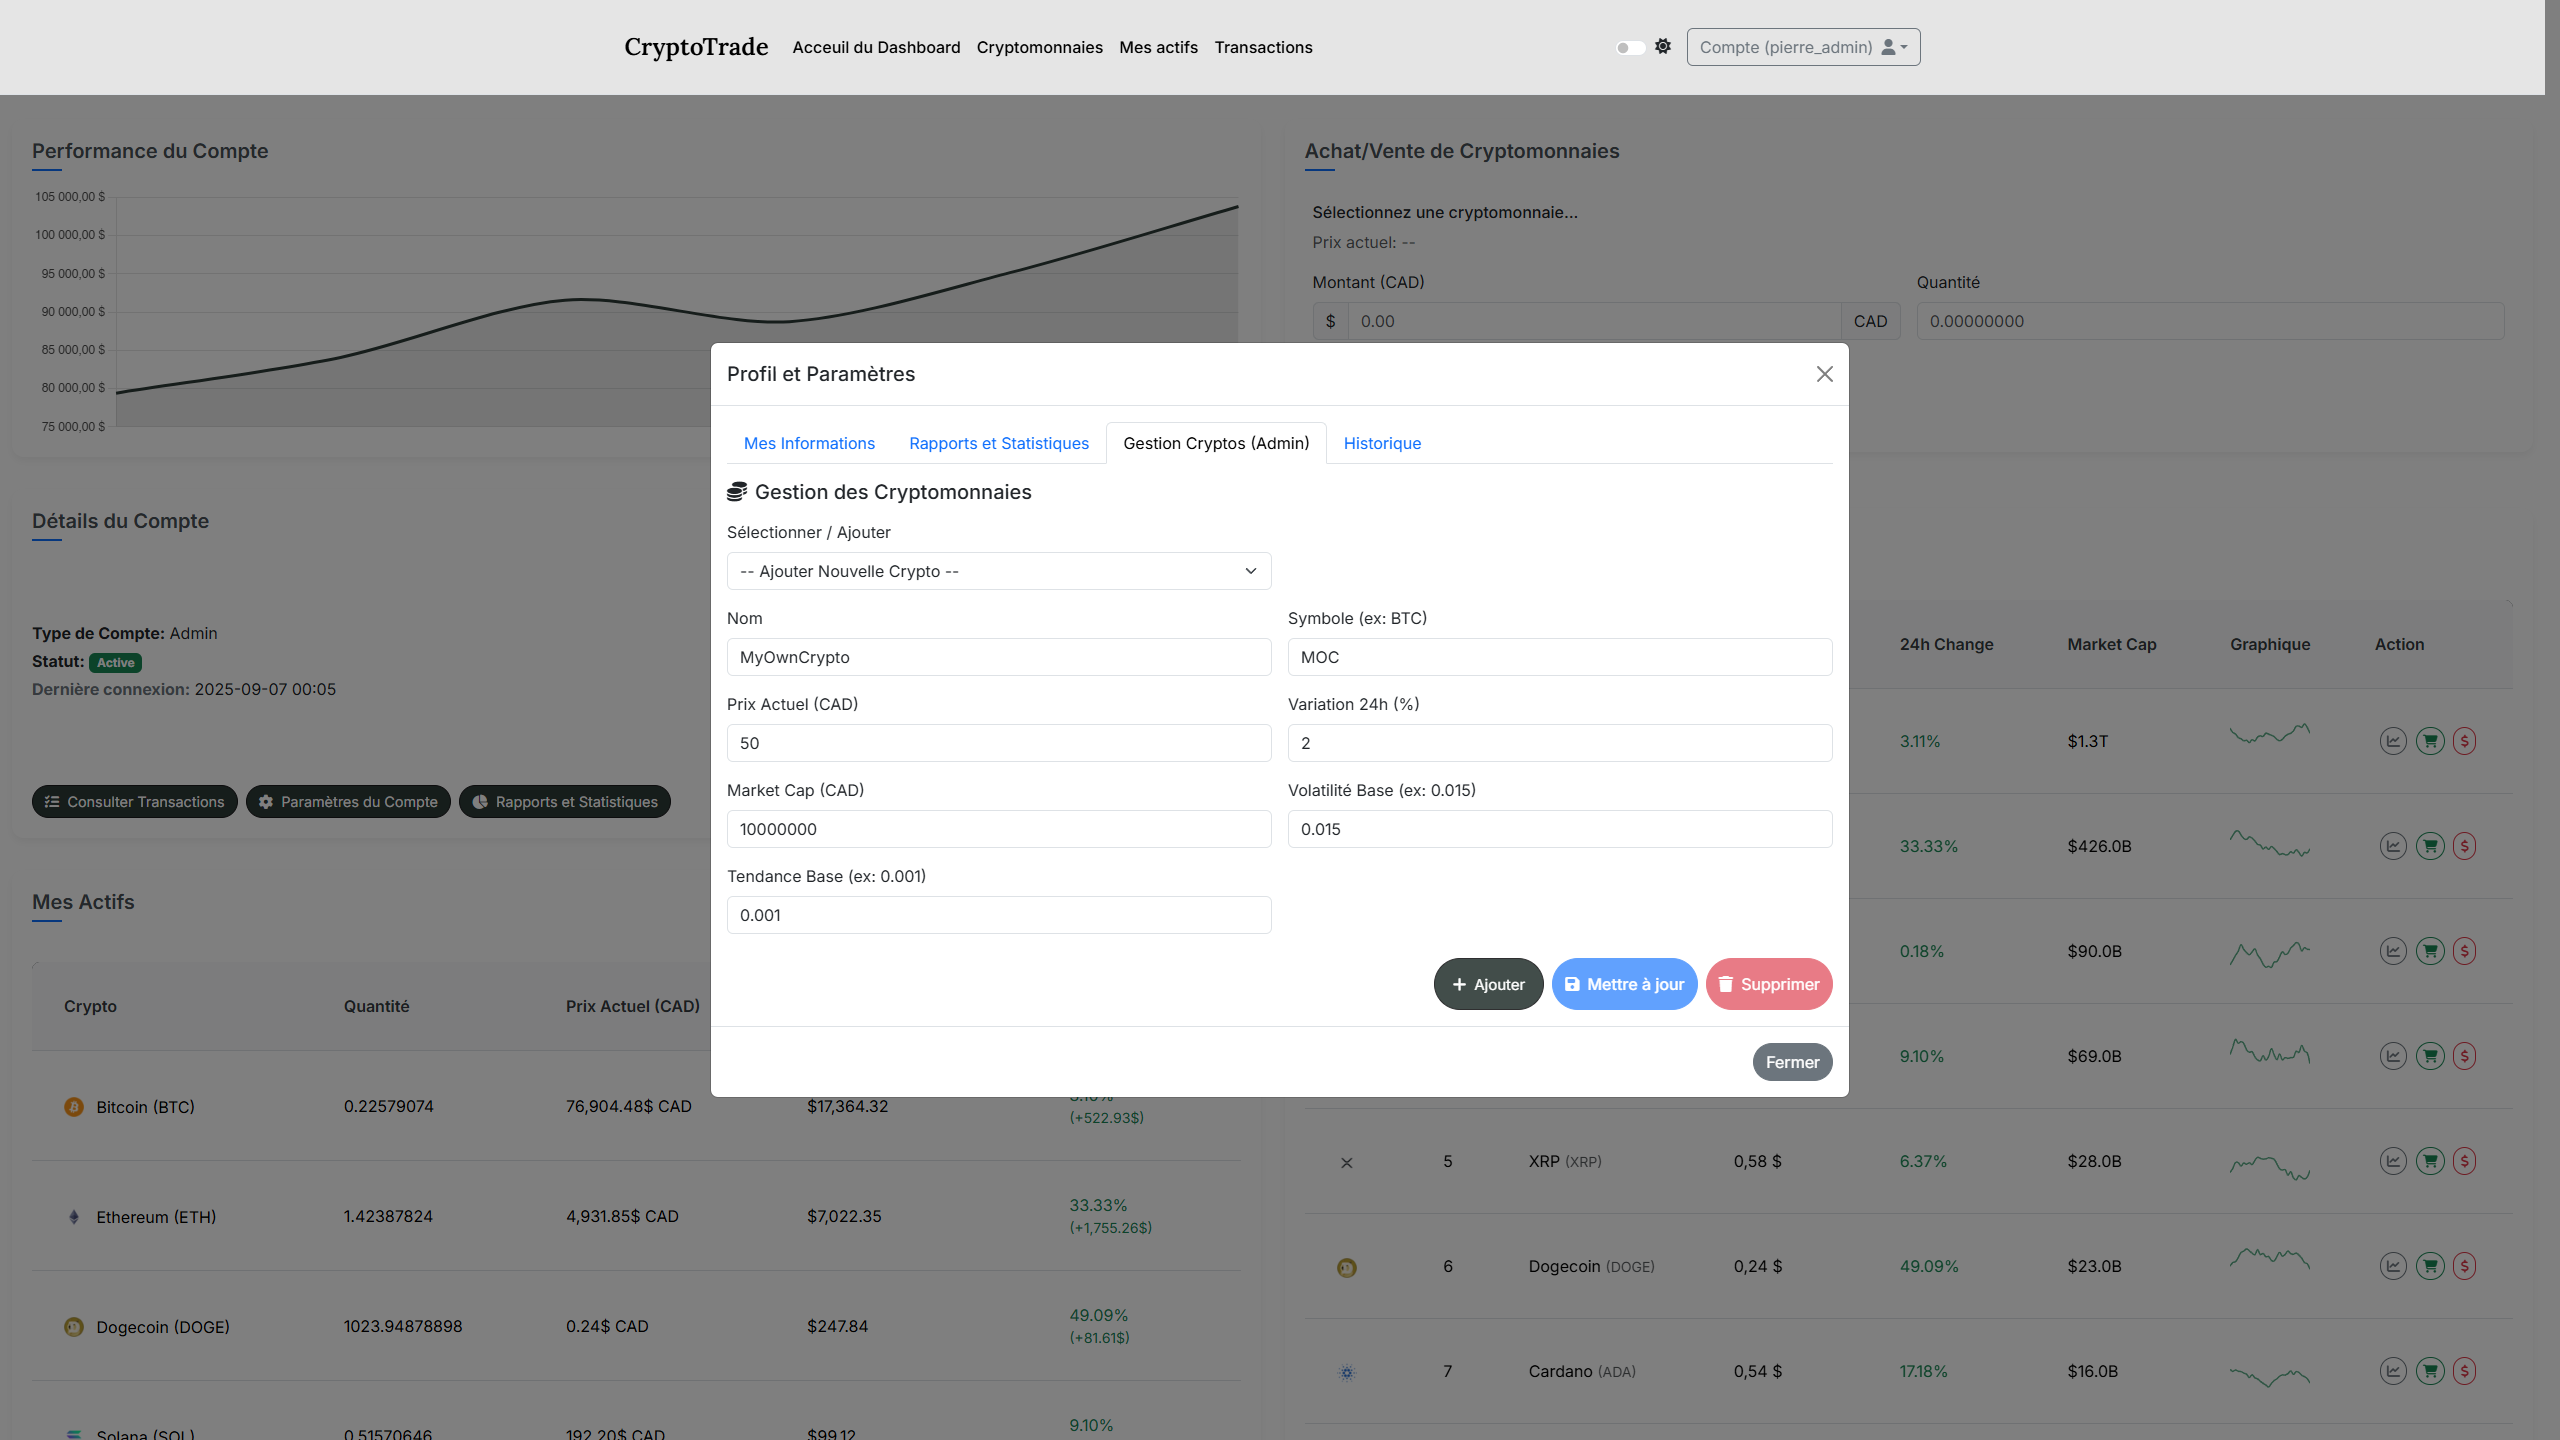 CryptoTrade
Acceuil du Dashboard Cryptomonnaies Mes actifs Transactions
Compte (pierre_admin)
Performance du Compte
105 000,00 $
100 000,00 $
95 000,00 $
90 000,00 $
85 000,00 $
80 000,00 $
75 000,00 $
Achat/Vente de Cryptomonnaies
Sélectionnez une cryptomonnaie...
Prix actuel: --
Montant (CAD) Quantité
$ 0.00 CAD 0.00000000
Détails du Compte
Type de Compte: Admin
Statut: Active
Dernière connexion: 2025-09-07 00:05
Consulter Transactions Paramètres du Compte Rapports et Statistiques
Profil et Paramètres
Mes Informations Rapports et Statistiques Gestion Cryptos (Admin) Historique
Gestion des Cryptomonnaies
Sélectionner / Ajouter
-- Ajouter Nouvelle Crypto --
Nom Symbole (ex: BTC)
MyOwnCrypto MOC
Prix Actuel (CAD) Variation 24h (%)
50 2
Market Cap (CAD) Volatilité Base (ex: 0.015)
10000000 0.015
Tendance Base (ex: 0.001)
0.001
Ajouter Mettre à jour Supprimer
Fermer
Mes Actifs
Crypto Quantité Prix Actuel (CAD)
Bitcoin (BTC) 0.22579074 76,904.48$ CAD $17,364.32
(+522.93$)
Ethereum (ETH) 1.42387824 4,931.85$ CAD $7,022.35 33.33%
(+1,755.26$)
Dogecoin (DOGE) 1023.94878898 0.24$ CAD $247.84 49.09%
(+81.61$)
Solana (SOL) 0.51570646 192.20$ CAD $99.12 9.10%
24h Change Market Cap Graphique Action
3.11% $1.3T
33.33% $426.0B
0.18% $90.0B
9.10% $69.0B
5 XRP (XRP) 0,58 $ 6.37% $28.0B
6 Dogecoin (DOGE) 0,24 $ 49.09% $23.0B
7 Cardano (ADA) 0,54 $ 17.18% $16.0B